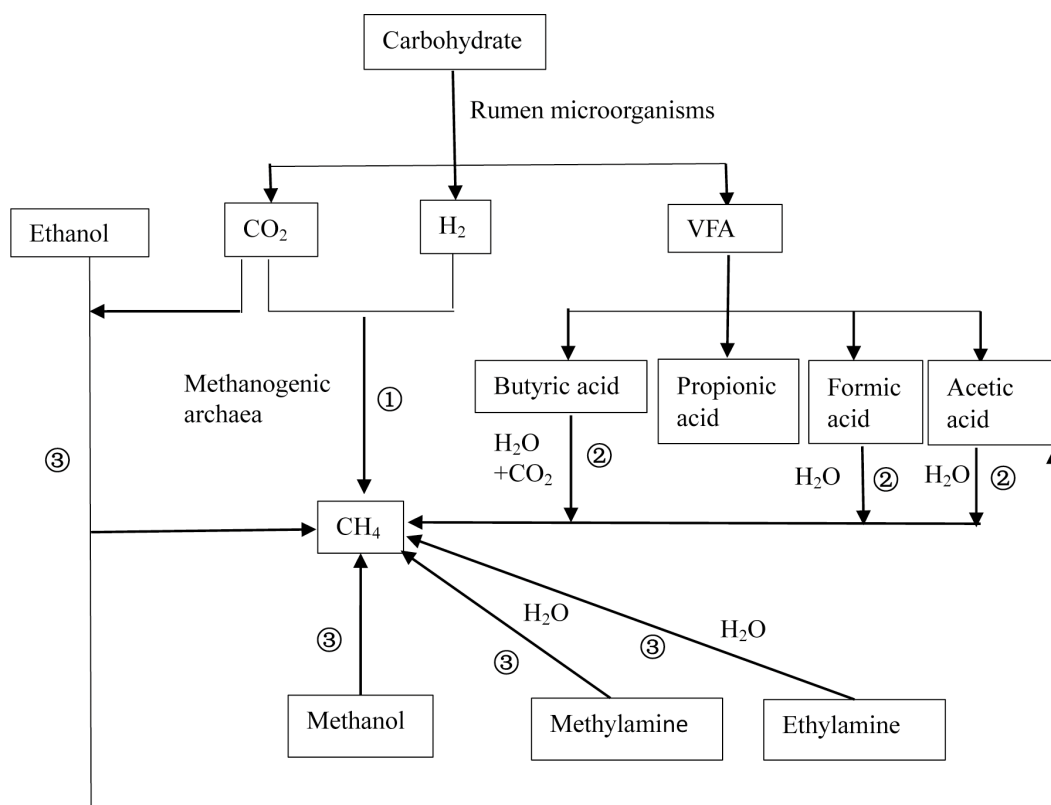 Carbohydrate
Rumen microorganisms
Ethanol
CO₂
H₂
VFA
Methanogenic
archaea
①
Butyric acid
Propionic
acid
Formic
acid
Acetic
acid
③
H₂O
+CO₂
②
H₂O
②
H₂O
②
CH₄
③
H₂O
③
③
H₂O
Methanol
Methylamine
Ethylamine